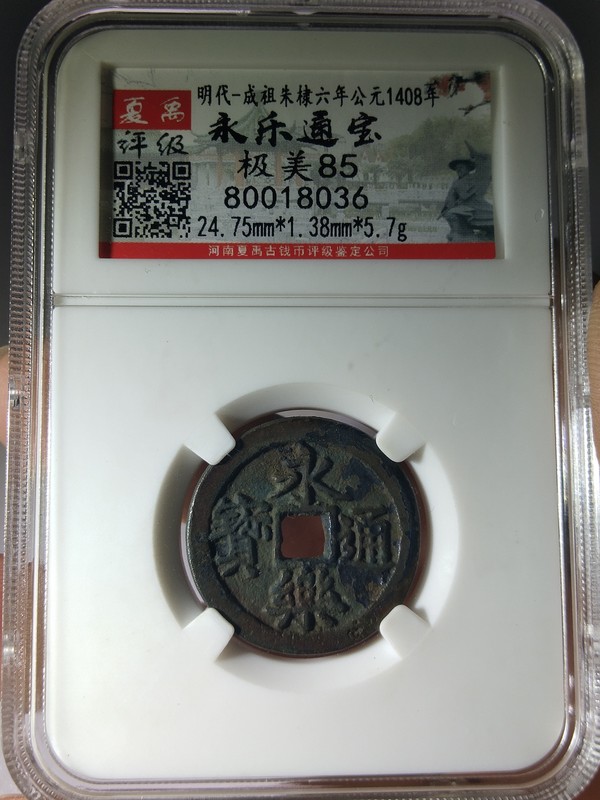 夏禹
评级
明代-成祖朱棣六年公元1408年
永乐通宝
极美85
80018036
24.75mm*1.38mm*5.7g
河南夏禹古钱币评级鉴定公司
永樂通寳